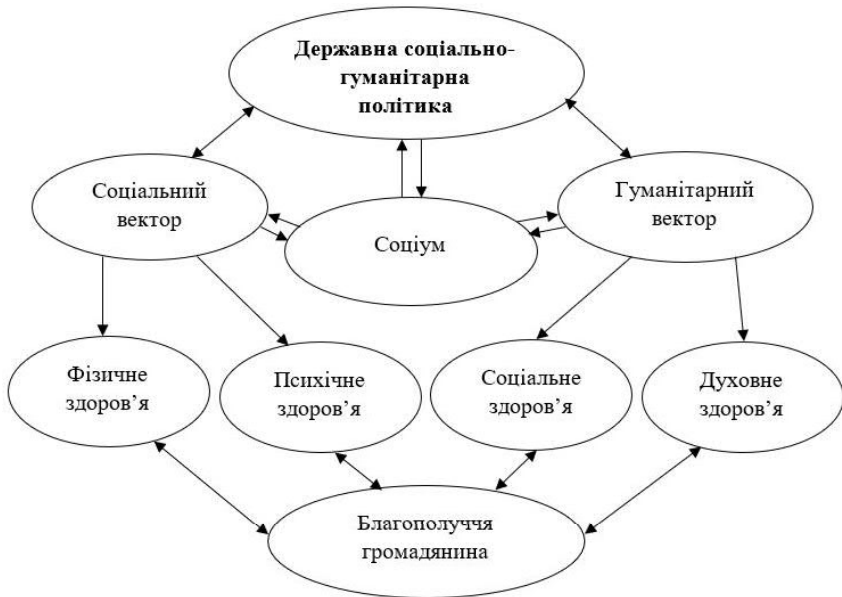 Державна соціально-
гуманітарна
політика
Соціальний
вектор
Гуманітарний
вектор
Соціум
Фізичне
здоров’я
Психічне
здоров’я
Соціальне
здоров’я
Духовне
здоров’я
Благополуччя
громадянина